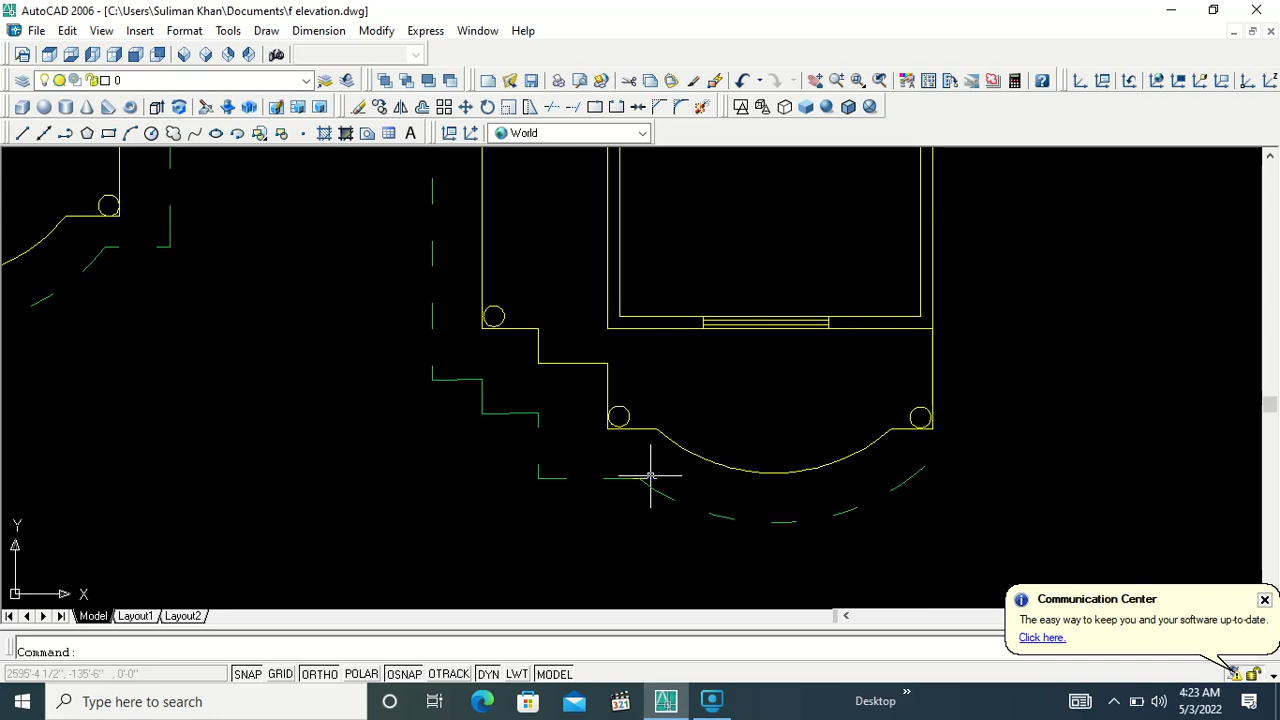 AutoCAD 2006 - [C:\Users\Suliman Khan\Documents\f elevation.dwg]
File Edit View Insert Format Tools Draw Dimension Modify Express Window Help
0
World
A
Y
X
Model Layout1 Layout2
Communication Center
The easy way to keep you and your software up-to-date.
Click here.
Command:
2595'-4 1/2", -135'-6" , 0'-0" SNAP GRID ORTHO POLAR OSNAP OTRACK DYN LWT MODEL
Type here to search
321
Desktop
4:23 AM
5/3/2022